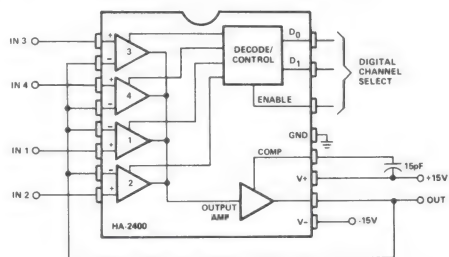 IN 3
+
−
3
IN 4
+
−
4
IN 1
−
+
1
IN 2
−
+
2
DECODE/
CONTROL
D0
D1
ENABLE
DIGITAL
CHANNEL
SELECT
GND
COMP
15pF
V+
+15V
OUTPUT
AMP
OUT
V−
-15V
HA-2400